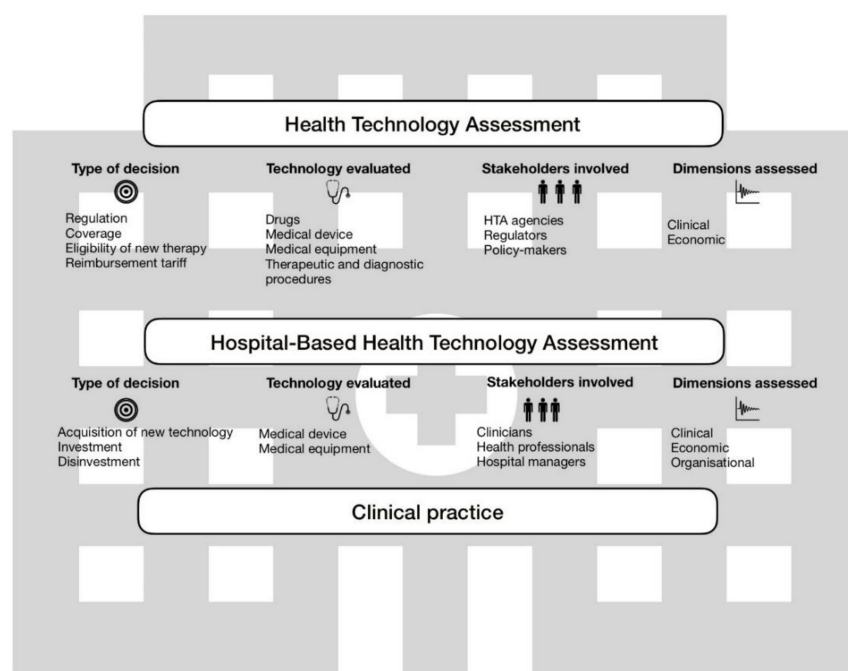 Health Technology Assessment
Type of decision
Regulation
Coverage
Eligibility of new therapy
Reimbursement tariff
Technology evaluated
Drugs
Medical device
Medical equipment
Therapeutic and diagnostic
procedures
Stakeholders involved
HTA agencies
Regulators
Policy-makers
Dimensions assessed
Clinical
Economic
Hospital-Based Health Technology Assessment
Type of decision
Acquisition of new technology
Investment
Disinvestment
Technology evaluated
Medical device
Medical equipment
Stakeholders involved
Clinicians
Health professionals
Hospital managers
Dimensions assessed
Clinical
Economic
Organisational
Clinical practice